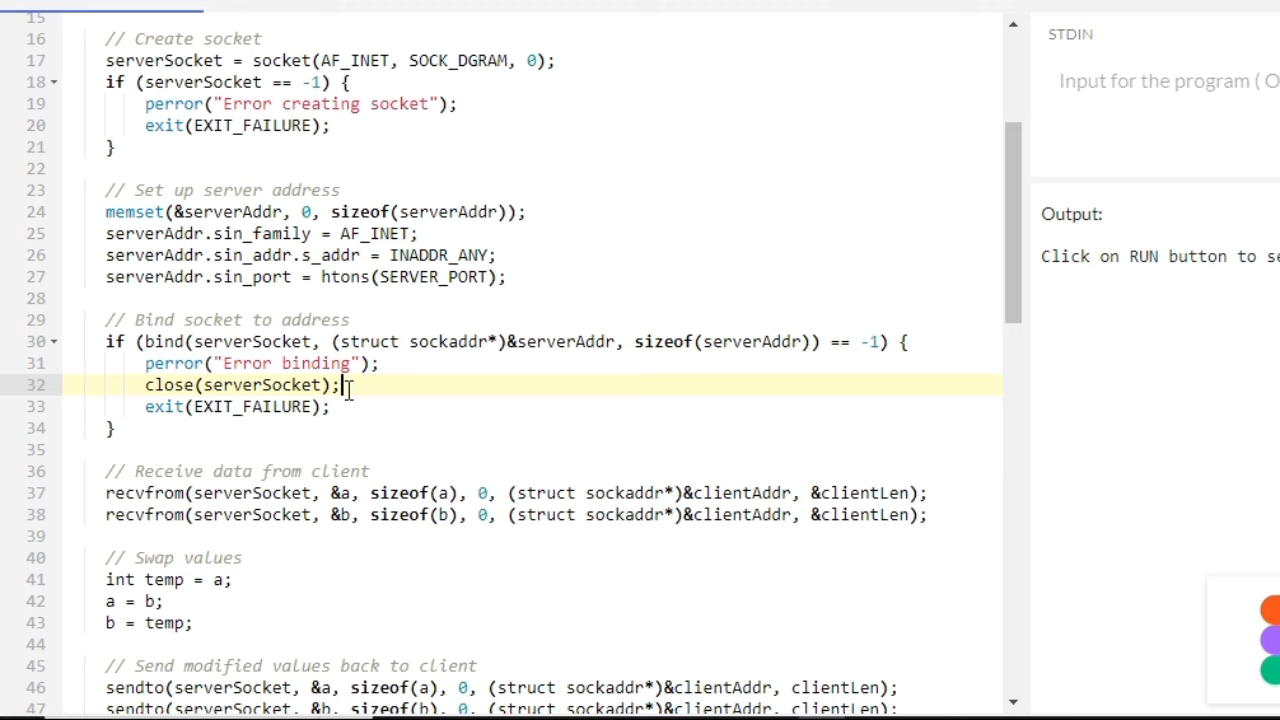 15
16 // Create socket
17 serverSocket = socket(AF_INET, SOCK_DGRAM, 0);
18 if (serverSocket == -1) {
19 perror("Error creating socket");
20 exit(EXIT_FAILURE);
21 }
22
23 // Set up server address
24 memset(&serverAddr, 0, sizeof(serverAddr));
25 serverAddr.sin_family = AF_INET;
26 serverAddr.sin_addr.s_addr = INADDR_ANY;
27 serverAddr.sin_port = htons(SERVER_PORT);
28
29 // Bind socket to address
30 if (bind(serverSocket, (struct sockaddr*)&serverAddr, sizeof(serverAddr)) == -1) {
31 perror("Error binding");
32 close(serverSocket);
33 exit(EXIT_FAILURE);
34 }
35
36 // Receive data from client
37 recvfrom(serverSocket, &a, sizeof(a), 0, (struct sockaddr*)&clientAddr, &clientLen);
38 recvfrom(serverSocket, &b, sizeof(b), 0, (struct sockaddr*)&clientAddr, &clientLen);
39
40 // Swap values
41 int temp = a;
42 a = b;
43 b = temp;
44
45 // Send modified values back to client
46 sendto(serverSocket, &a, sizeof(a), 0, (struct sockaddr*)&clientAddr, clientLen);
47 sendto(serverSocket, &b, sizeof(b), 0, (struct sockaddr*)&clientAddr, clientLen);
STDIN
Input for the program ( O
Output:
Click on RUN button to se